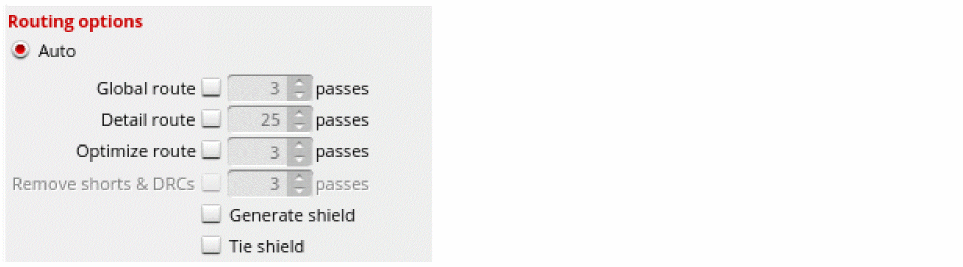 Routing options
Auto
Global route 3 passes
Detail route 25 passes
Optimize route 3 passes
Remove shorts & DRCs 3 passes
Generate shield
Tie shield